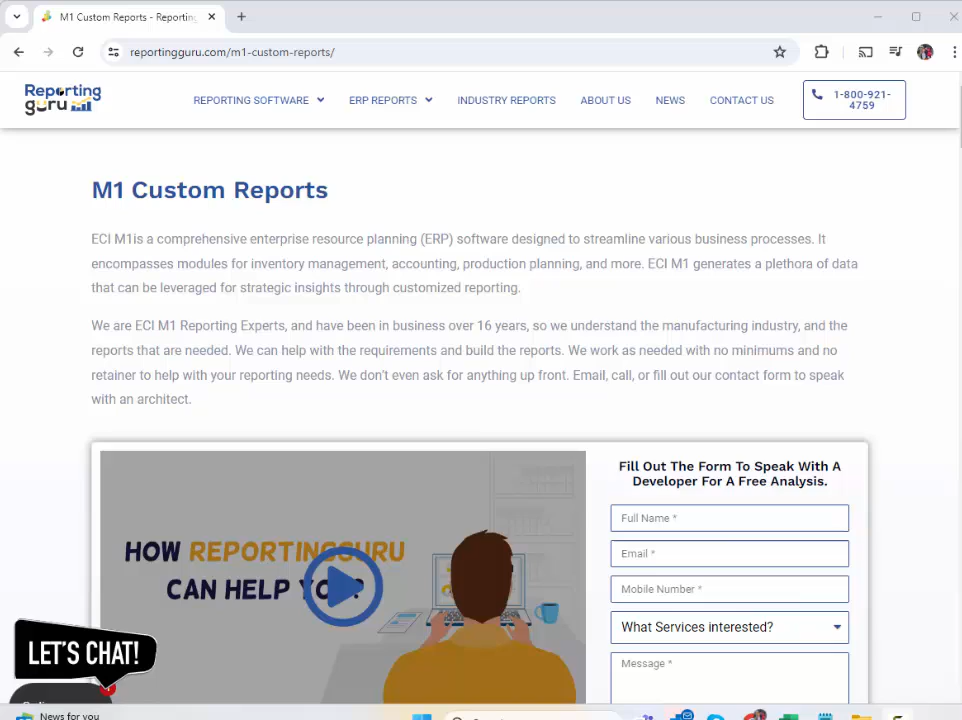 M1 Custom Reports - Reporting
reportingguru.com/m1-custom-reports/
Reporting
guru
REPORTING SOFTWARE
ERP REPORTS
INDUSTRY REPORTS
ABOUT US
NEWS
CONTACT US
1-800-921-
4759
M1 Custom Reports
ECI M1is a comprehensive enterprise resource planning (ERP) software designed to streamline various business processes. It
encompasses modules for inventory management, accounting, production planning, and more. ECI M1 generates a plethora of data
that can be leveraged for strategic insights through customized reporting.
We are ECI M1 Reporting Experts, and have been in business over 16 years, so we understand the manufacturing industry, and the
reports that are needed. We can help with the requirements and build the reports. We work as needed with no minimums and no
retainer to help with your reporting needs. We don't even ask for anything up front. Email, call, or fill out our contact form to speak
with an architect.
HOW REPORTINGGURU
CAN HELP YOU?
Fill Out The Form To Speak With A
Developer For A Free Analysis.
Full Name *
Email *
Mobile Number *
What Services interested?
Message *
LET'S CHAT!
News for you